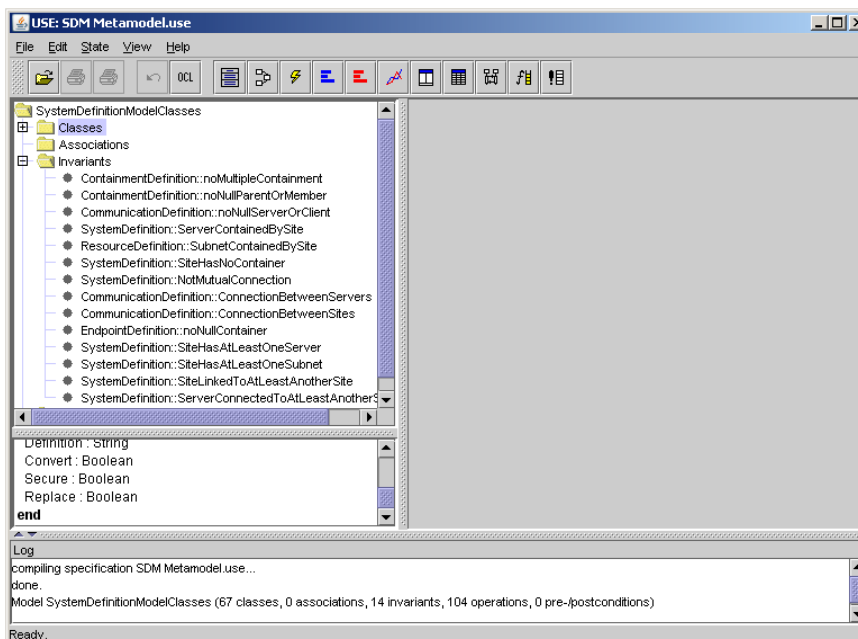 USE: SDM Metamodel.use
File Edit State View Help
OCL
SystemDefinitionModelClasses
Classes
Associations
Invariants
ContainmentDefinition::noMultipleContainment
ContainmentDefinition::noNullParentOrMember
CommunicationDefinition::noNullServerOrClient
SystemDefinition::ServerContainedBySite
ResourceDefinition::SubnetContainedBySite
SystemDefinition::SiteHasNoContainer
SystemDefinition::NotMutualConnection
CommunicationDefinition::ConnectionBetweenServers
CommunicationDefinition::ConnectionBetweenSites
EndpointDefinition::noNullContainer
SystemDefinition::SiteHasAtLeastOneServer
SystemDefinition::SiteHasAtLeastOneSubnet
SystemDefinition::SiteLinkedToAtLeastAnotherSite
SystemDefinition::ServerConnectedToAtLeastAnotherS
Definition : String
Convert : Boolean
Secure : Boolean
Replace : Boolean
end
Log
compiling specification SDM Metamodel.use...
done.
Model SystemDefinitionModelClasses (67 classes, 0 associations, 14 invariants, 104 operations, 0 pre-/postconditions)
Ready.